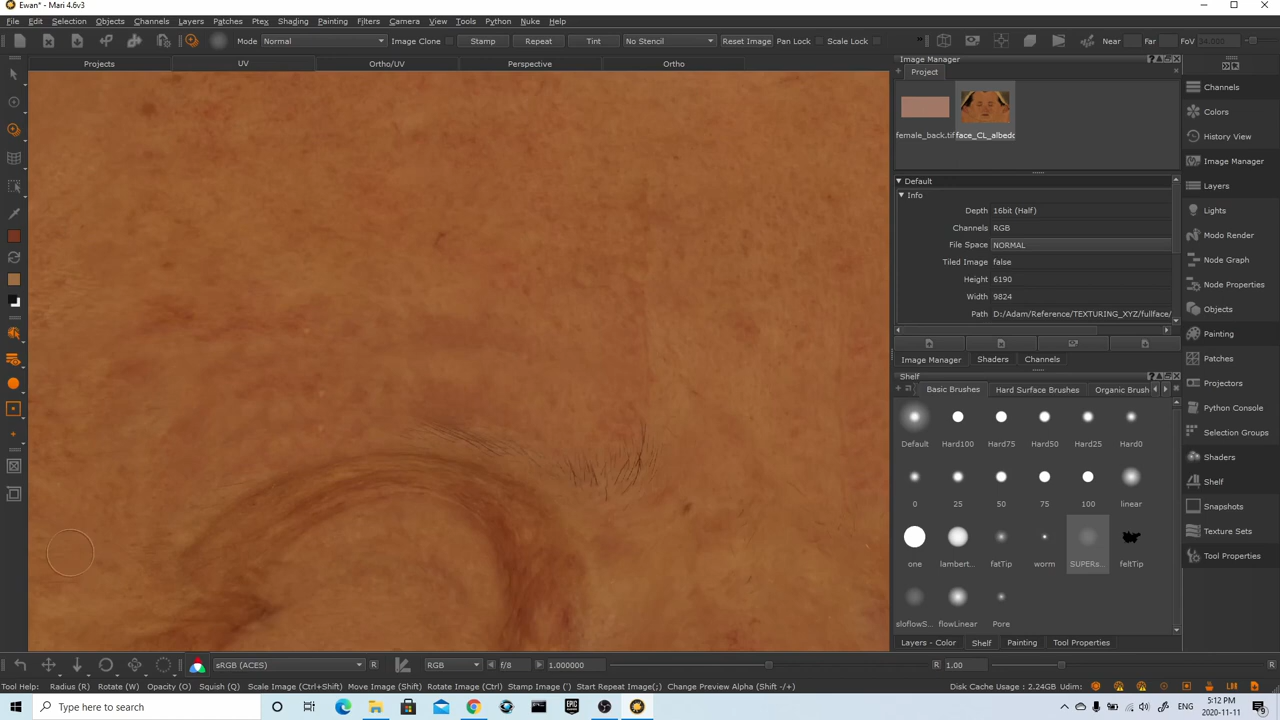 Ewan* - Mari 4.6v3
File Edit Selection Objects Channels Layers Patches Ptex Shading Painting Filters Camera View Tools Python Nuke Help
Mode Normal Image Clone Stamp Repeat Tint No Stencil Reset Image Pan Lock Scale Lock » Near Far FoV 24.000
Projects UV Ortho/UV Perspective Ortho
Image Manager
Project
female_back.tif face_CL_albedo
Default
Info
Depth 16bit (Half)
Channels RGB
File Space NORMAL
Tiled Image false
Height 6190
Width 9824
Path D:/Adam/Reference/TEXTURING_XYZ/fullface/
Image Manager Shaders Channels
Shelf
Basic Brushes Hard Surface Brushes Organic Brush
Default Hard100 Hard75 Hard50 Hard25 Hard0
0 25 50 75 100 linear
one lambert... fatTip worm SUPERs... feltTip
sloflowS... flowLinear Pore
Layers - Color Shelf Painting Tool Properties
Channels
Colors
History View
Image Manager
Layers
Lights
Modo Render
Node Graph
Node Properties
Objects
Painting
Patches
Projectors
Python Console
Selection Groups
Shaders
Shelf
Snapshots
Texture Sets
Tool Properties
sRGB (ACES) R RGB f/8 1.000000 R 1.00 R
Tool Help: Radius (R) Rotate (W) Opacity (O) Squish (Q) Scale Image (Ctrl+Shift) Move Image (Shift) Rotate Image (Ctrl) Stamp Image (') Start Repeat Image(;) Change Preview Alpha (Shift -/+) Disk Cache Usage : 2.24GB Udim: LM
Type here to search ENG 5:12 PM
2020-11-11